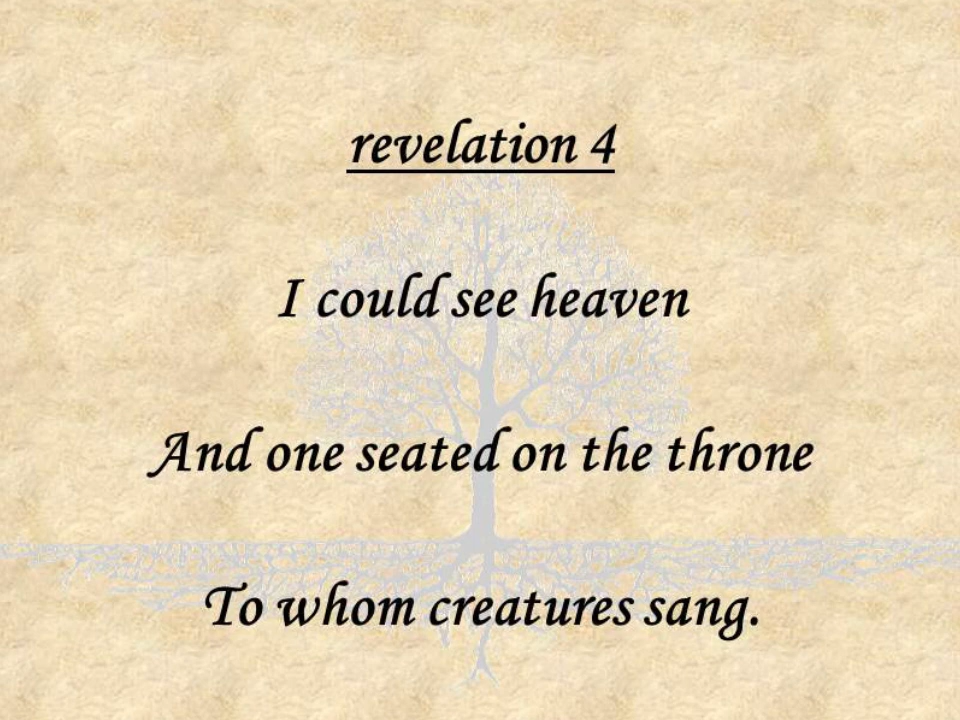 revelation 4
I could see heaven
And one seated on the throne
To whom creatures sang.